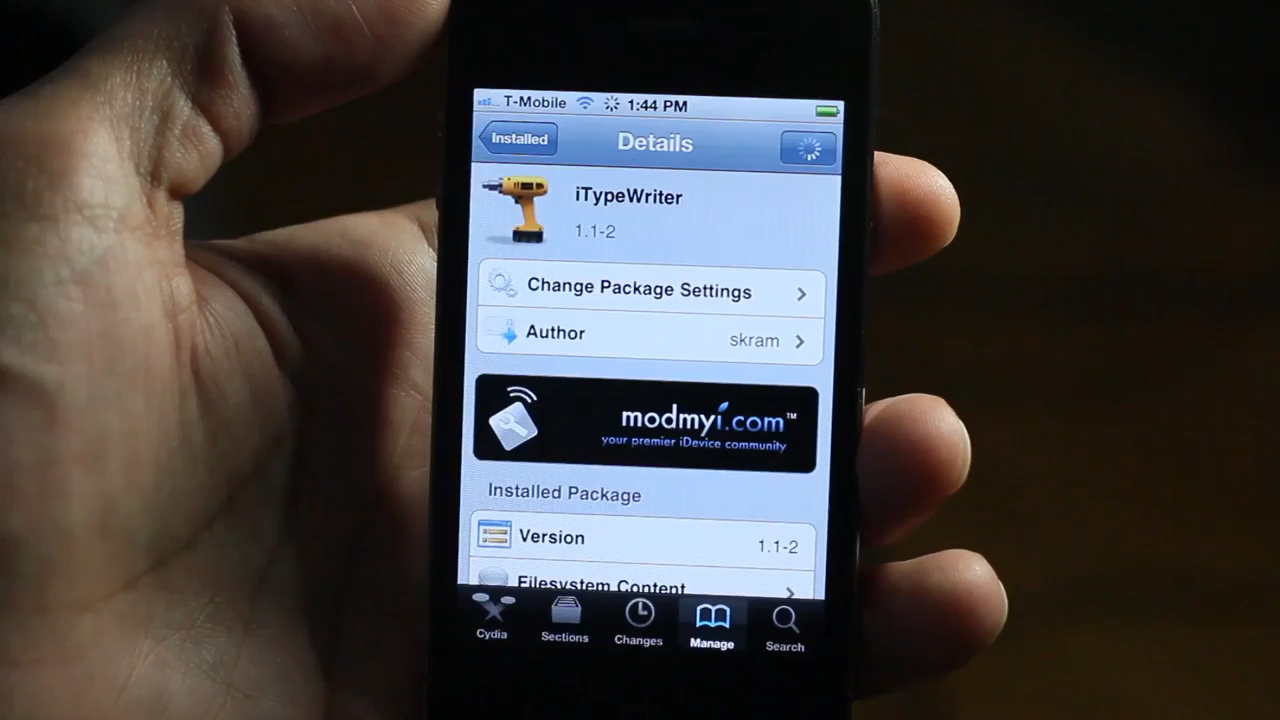 T-Mobile 1:44 PM
Installed
Details
iTypeWriter
1.1-2
Change Package Settings
Author skram
modmyi.com™
your premier iDevice community
Installed Package
Version 1.1-2
Filesystem Content
Cydia Sections Changes Manage Search